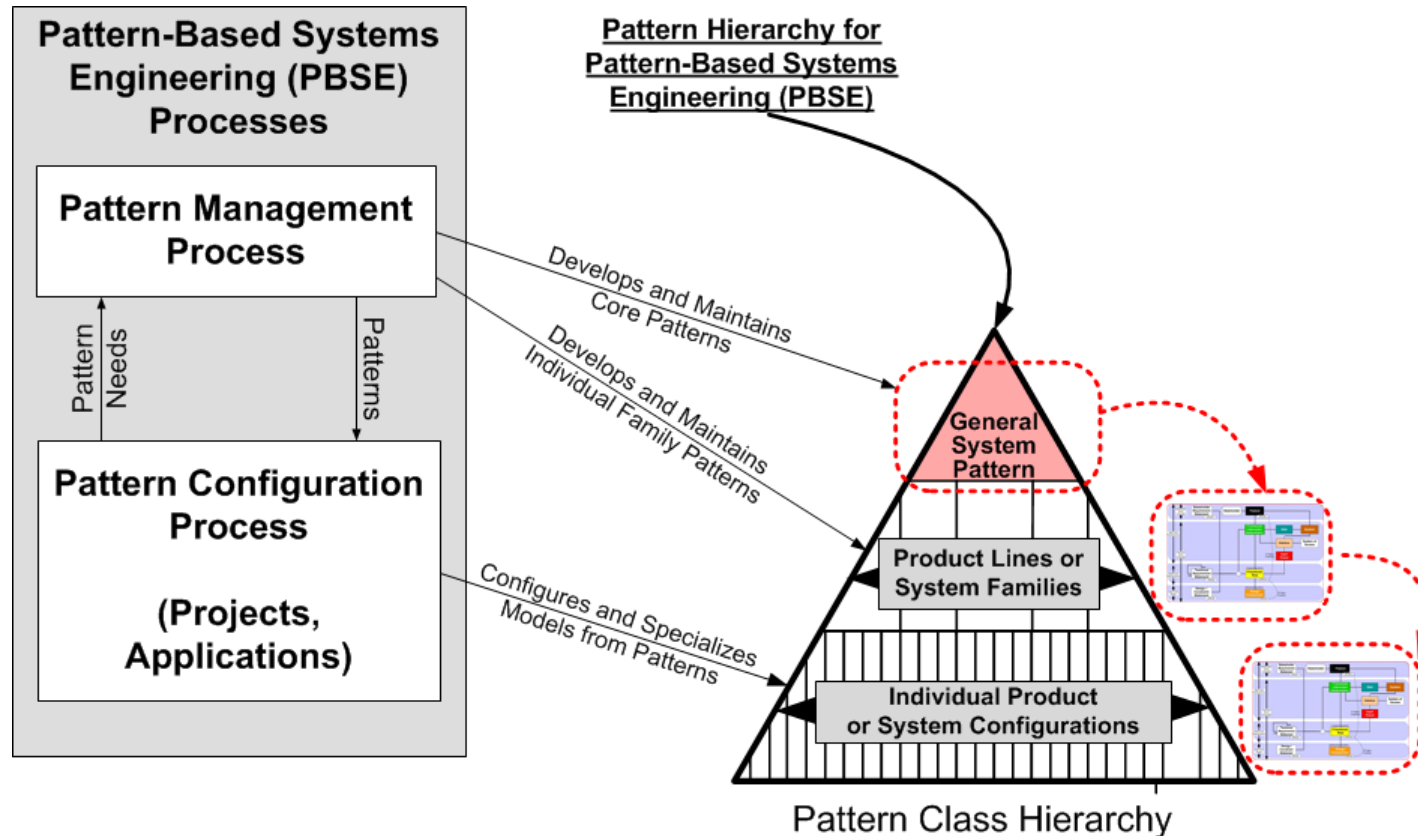 Pattern-Based Systems
Engineering (PBSE)
Processes
Pattern Management
Process
Pattern
Needs
Patterns
Pattern Configuration
Process
(Projects,
Applications)
Pattern Hierarchy for
Pattern-Based Systems
Engineering (PBSE)
Develops and Maintains
Core Patterns
Develops and Maintains
Individual Family Patterns
Configures and Specializes
Models from Patterns
General
System
Pattern
Product Lines or
System Families
Individual Product
or System Configurations
Pattern Class Hierarchy